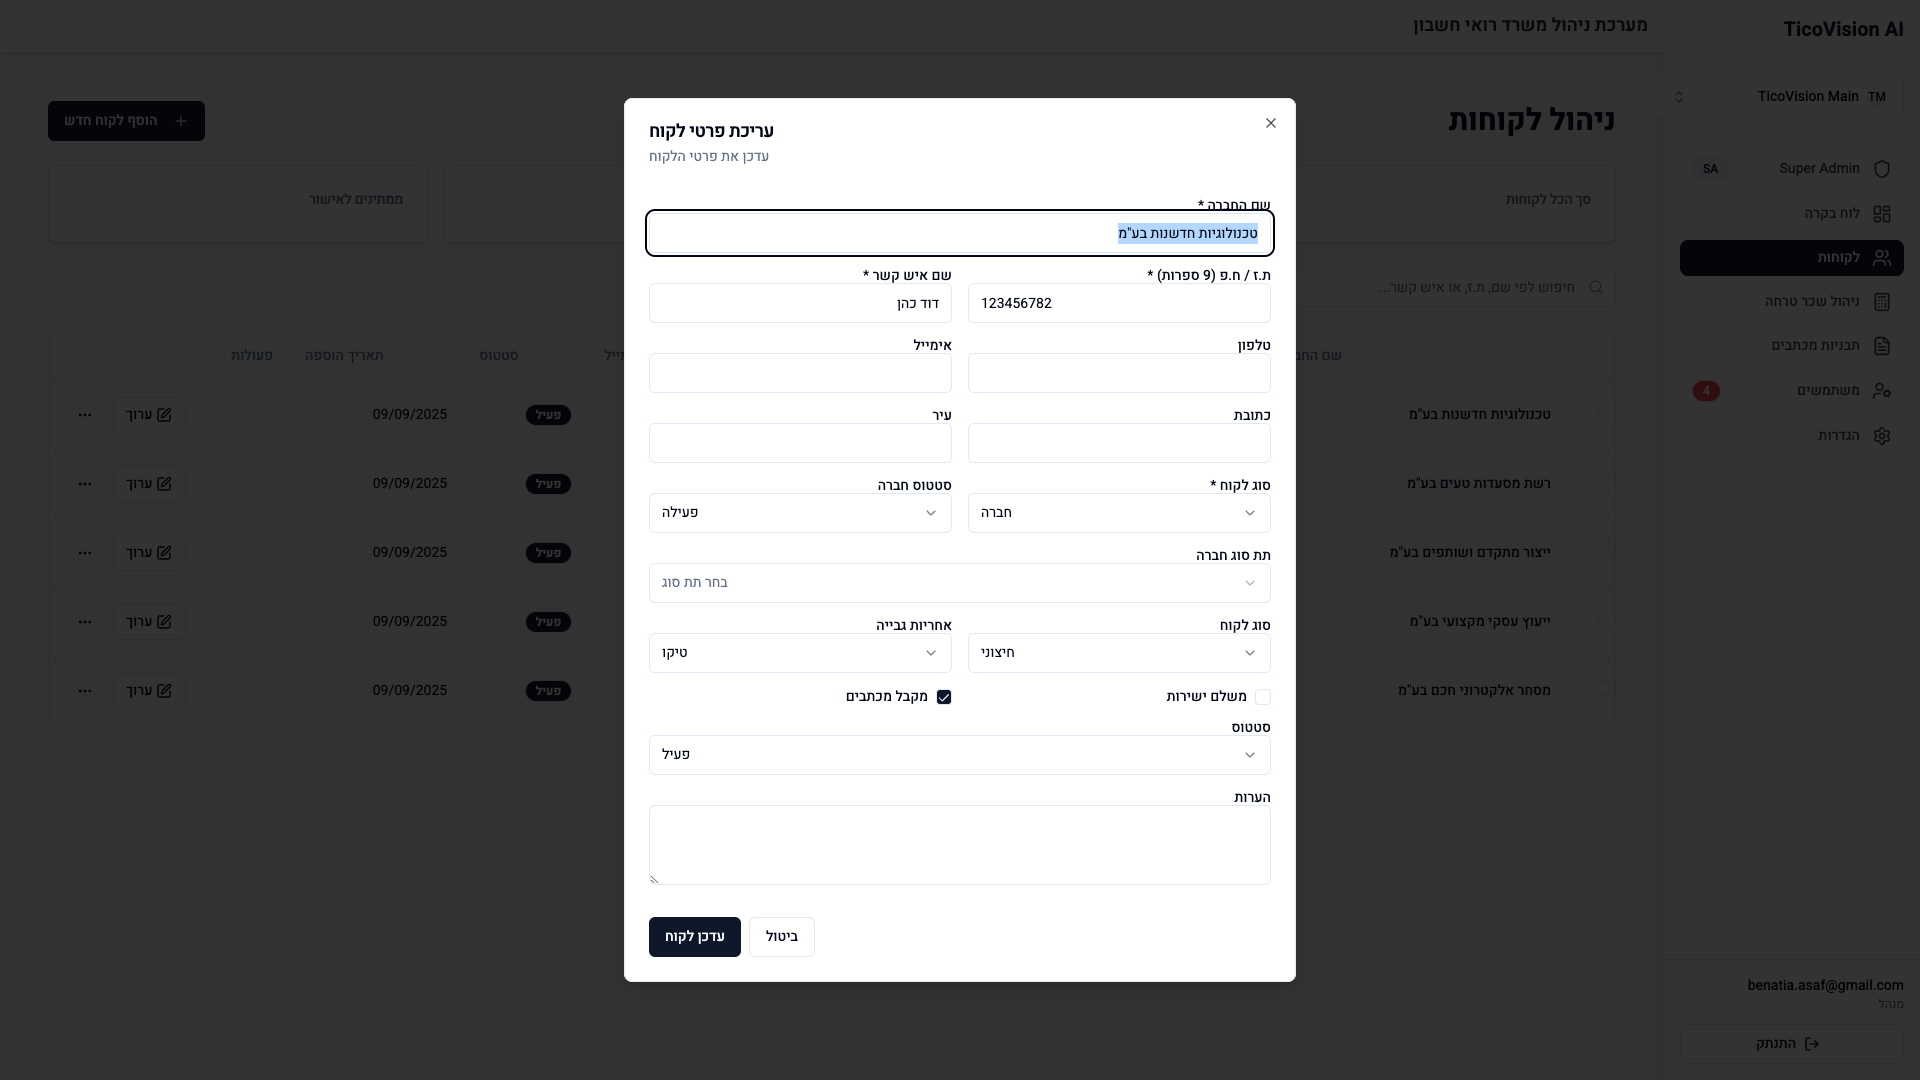 TicoVision AI
מערכת ניהול משרד רואי חשבון
TM TicoVision Main
Super Admin SA
לוח בקרה
לקוחות
ניהול שכר טרחה
תבניות מכתבים
משתמשים 4
הגדרות
benatia.asaf@gmail.com
מנהל
התנתק
ניהול לקוחות
הוסף לקוח חדש
סך הכל לקוחות
ממתינים לאישור
חיפוש לפי שם, ת.ז, או איש קשר...
סטטוס תאריך הוספה פעולות
טכנולוגיות חדשנות בע"מ פעיל 09/09/2025 ערוך
רשת מסעדות טעים בע"מ פעיל 09/09/2025 ערוך
ייצור מתקדם ושותפים בע"מ פעיל 09/09/2025 ערוך
ייעוץ עסקי מקצועי בע"מ פעיל 09/09/2025 ערוך
מסחר אלקטרוני חכם בע"מ פעיל 09/09/2025 ערוך
עריכת פרטי לקוח
עדכן את פרטי הלקוח
שם החברה *
טכנולוגיות חדשנות בע"מ
ת.ז / ח.פ (9 ספרות) * שם איש קשר *
123456782 דוד כהן
טלפון אימייל
כתובת עיר
סוג לקוח * סטטוס חברה
חברה פעילה
תת סוג חברה
בחר תת סוג
סוג לקוח אחריות גבייה
חיצוני טיקו
משלם ישירות מקבל מכתבים
סטטוס
פעיל
הערות
ביטול עדכן לקוח